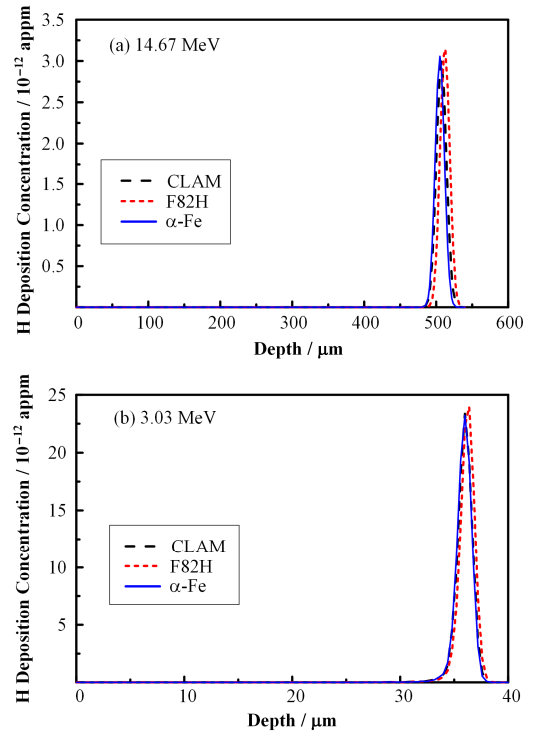 H Deposition Concentration / 10⁻¹² appm
(a) 14.67 MeV
3.5
3.0
2.5
2.0
1.5
1.0
0.5
CLAM
F82H
α-Fe
0 100 200 300 400 500 600
Depth / μm
H Deposition Concentration / 10⁻¹² appm
(b) 3.03 MeV
25
20
15
10
5
CLAM
F82H
α-Fe
0 10 20 30 40
Depth / μm